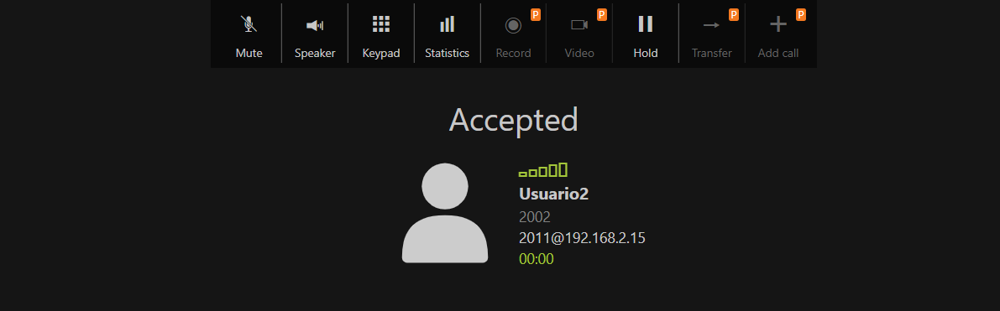 P P P P
Mute Speaker Keypad Statistics Record Video Hold Transfer Add call
Accepted
Usuario2
2002
2011@192.168.2.15
00:00